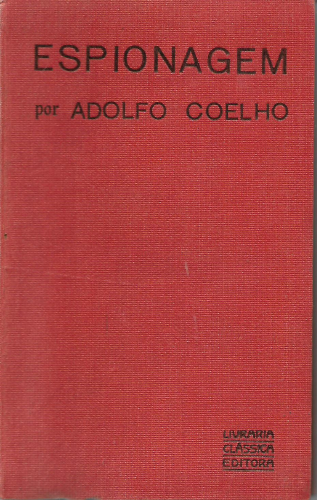 ESPIONAGEM
por ADOLFO COELHO
LIVRARIA
CLÁSSICA
EDITORA